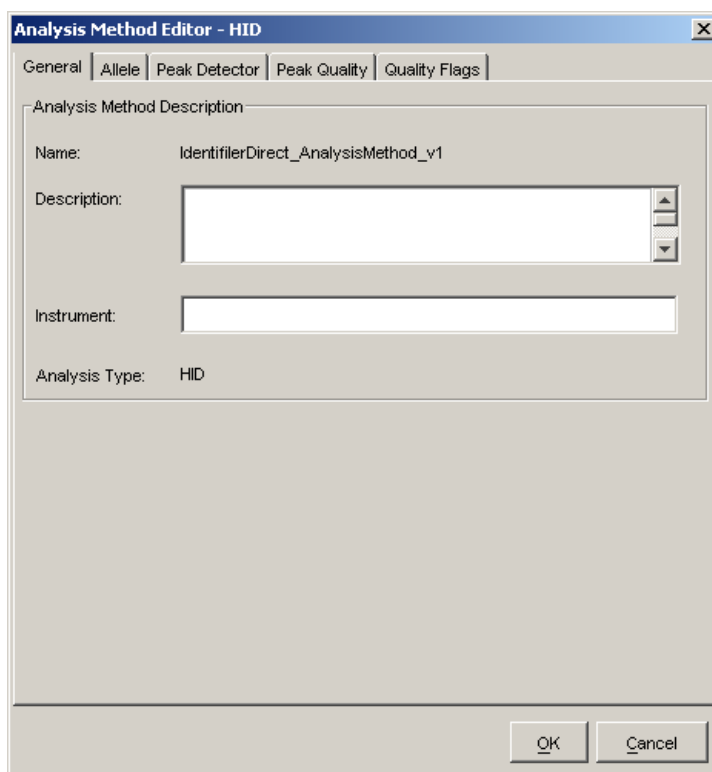 Analysis Method Editor - HID
General Allele Peak Detector Peak Quality Quality Flags
Analysis Method Description
Name: IdentifilerDirect_AnalysisMethod_v1
Description:
Instrument:
Analysis Type: HID
OK Cancel